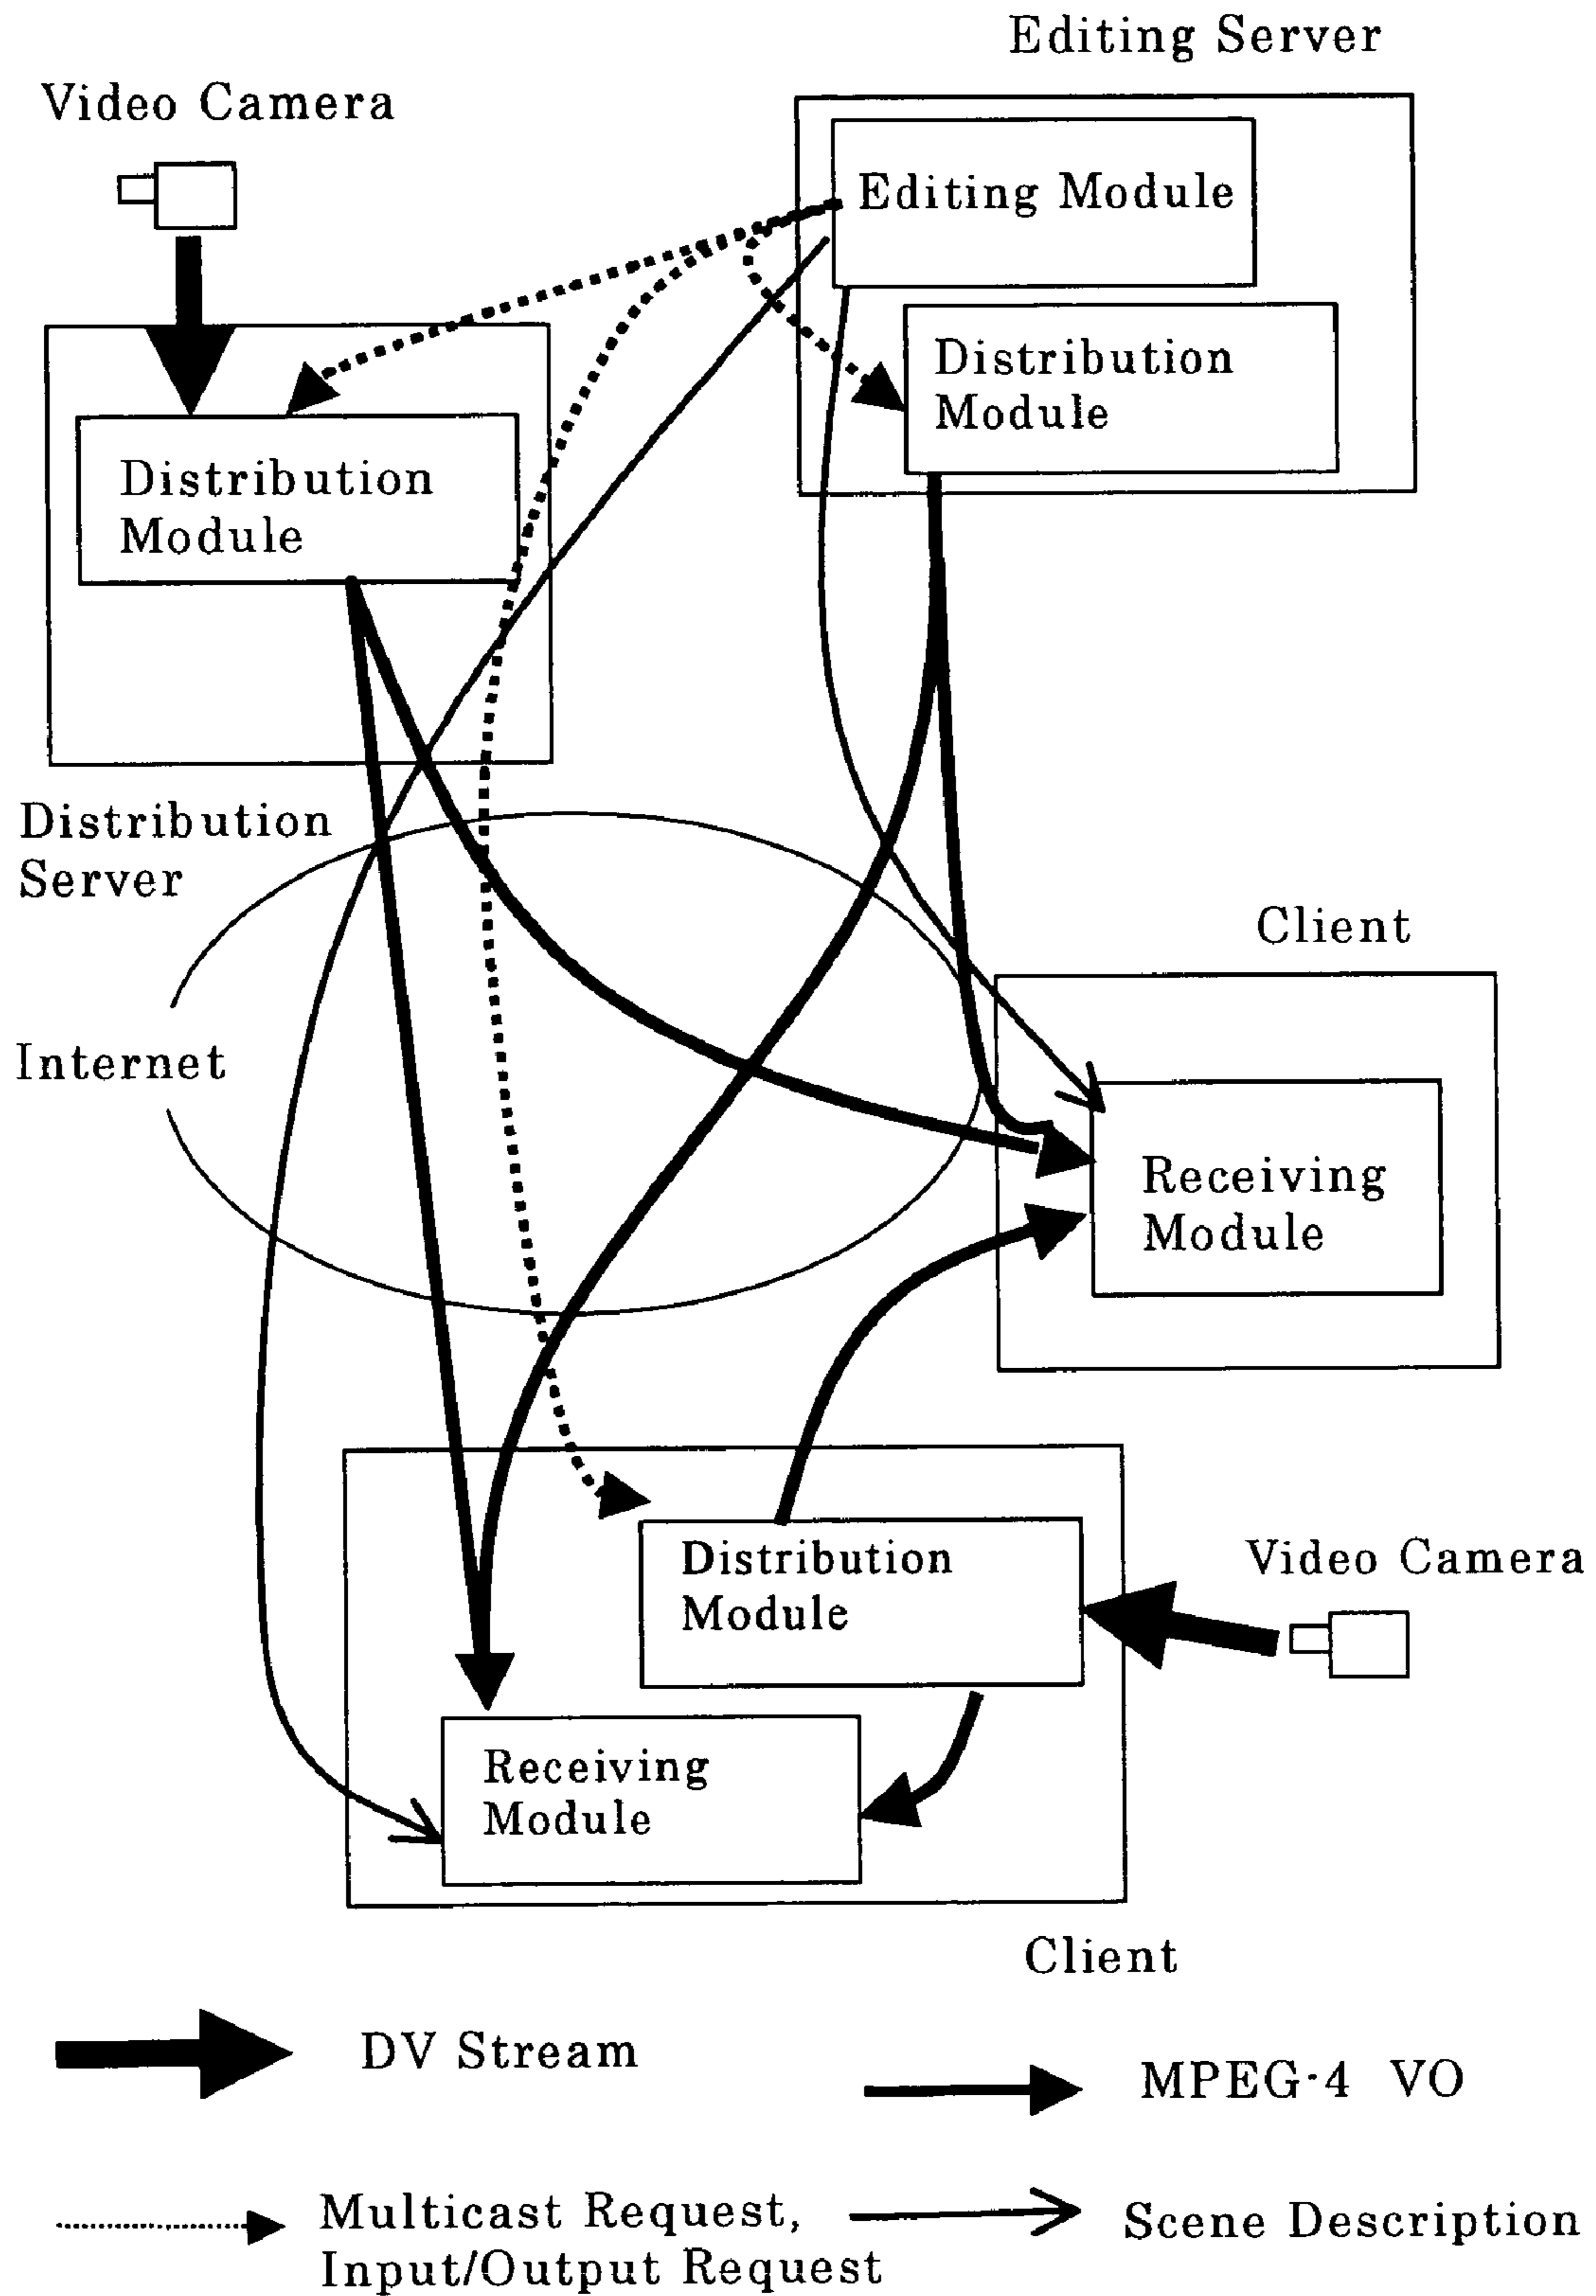 Editing Server
Video Camera
Editing Module
Distribution
Module
Distribution
Module
Distribution
Server
Client
Internet
Receiving
Module
Distribution
Module
Video Camera
Receiving
Module
Client
DV Stream
MPEG-4 VO
Multicast Request,
Input/Output Request
Scene Description